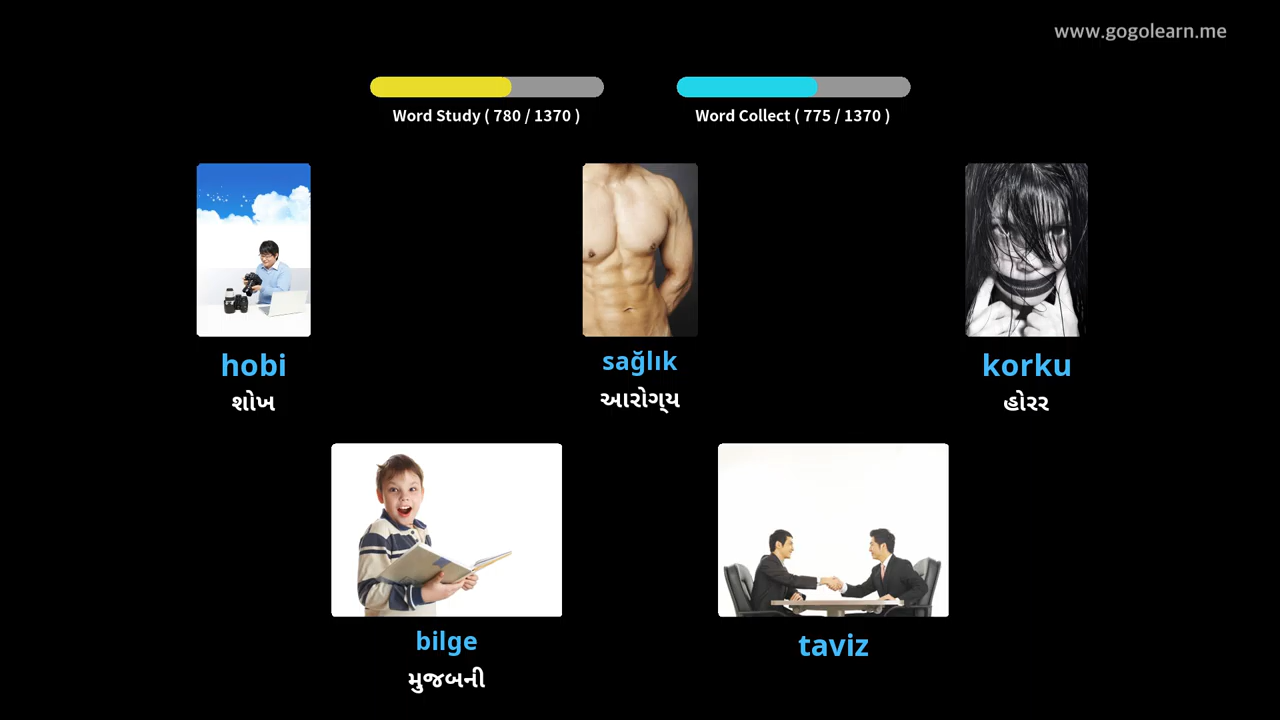 www.gogolearn.me
Word Study ( 780 / 1370 )
Word Collect ( 775 / 1370 )
hobi
શોખ
sağlık
આરોગ્ય
korku
હોરર
bilge
મુજબની
taviz